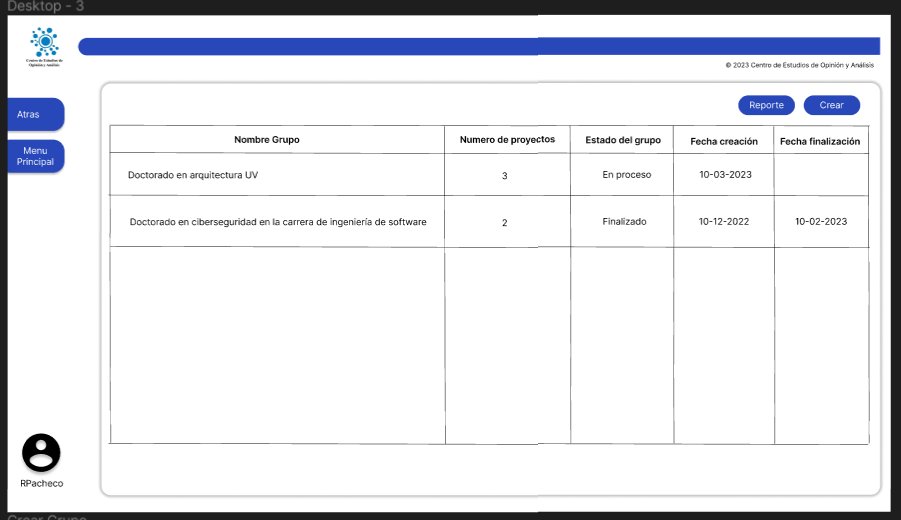 Desktop - 3
Centro de Estudios de
Opinión y Análisis
© 2023 Centro de Estudios de Opinión y Análisis
Atras
Menu
Principal
Reporte
Crear
Nombre Grupo
Numero de proyectos
Estado del grupo
Fecha creación
Fecha finalización
Doctorado en arquitectura UV
3
En proceso
10-03-2023
Doctorado en ciberseguridad en la carrera de ingeniería de software
2
Finalizado
10-12-2022
10-02-2023
RPacheco
Crear Grupo